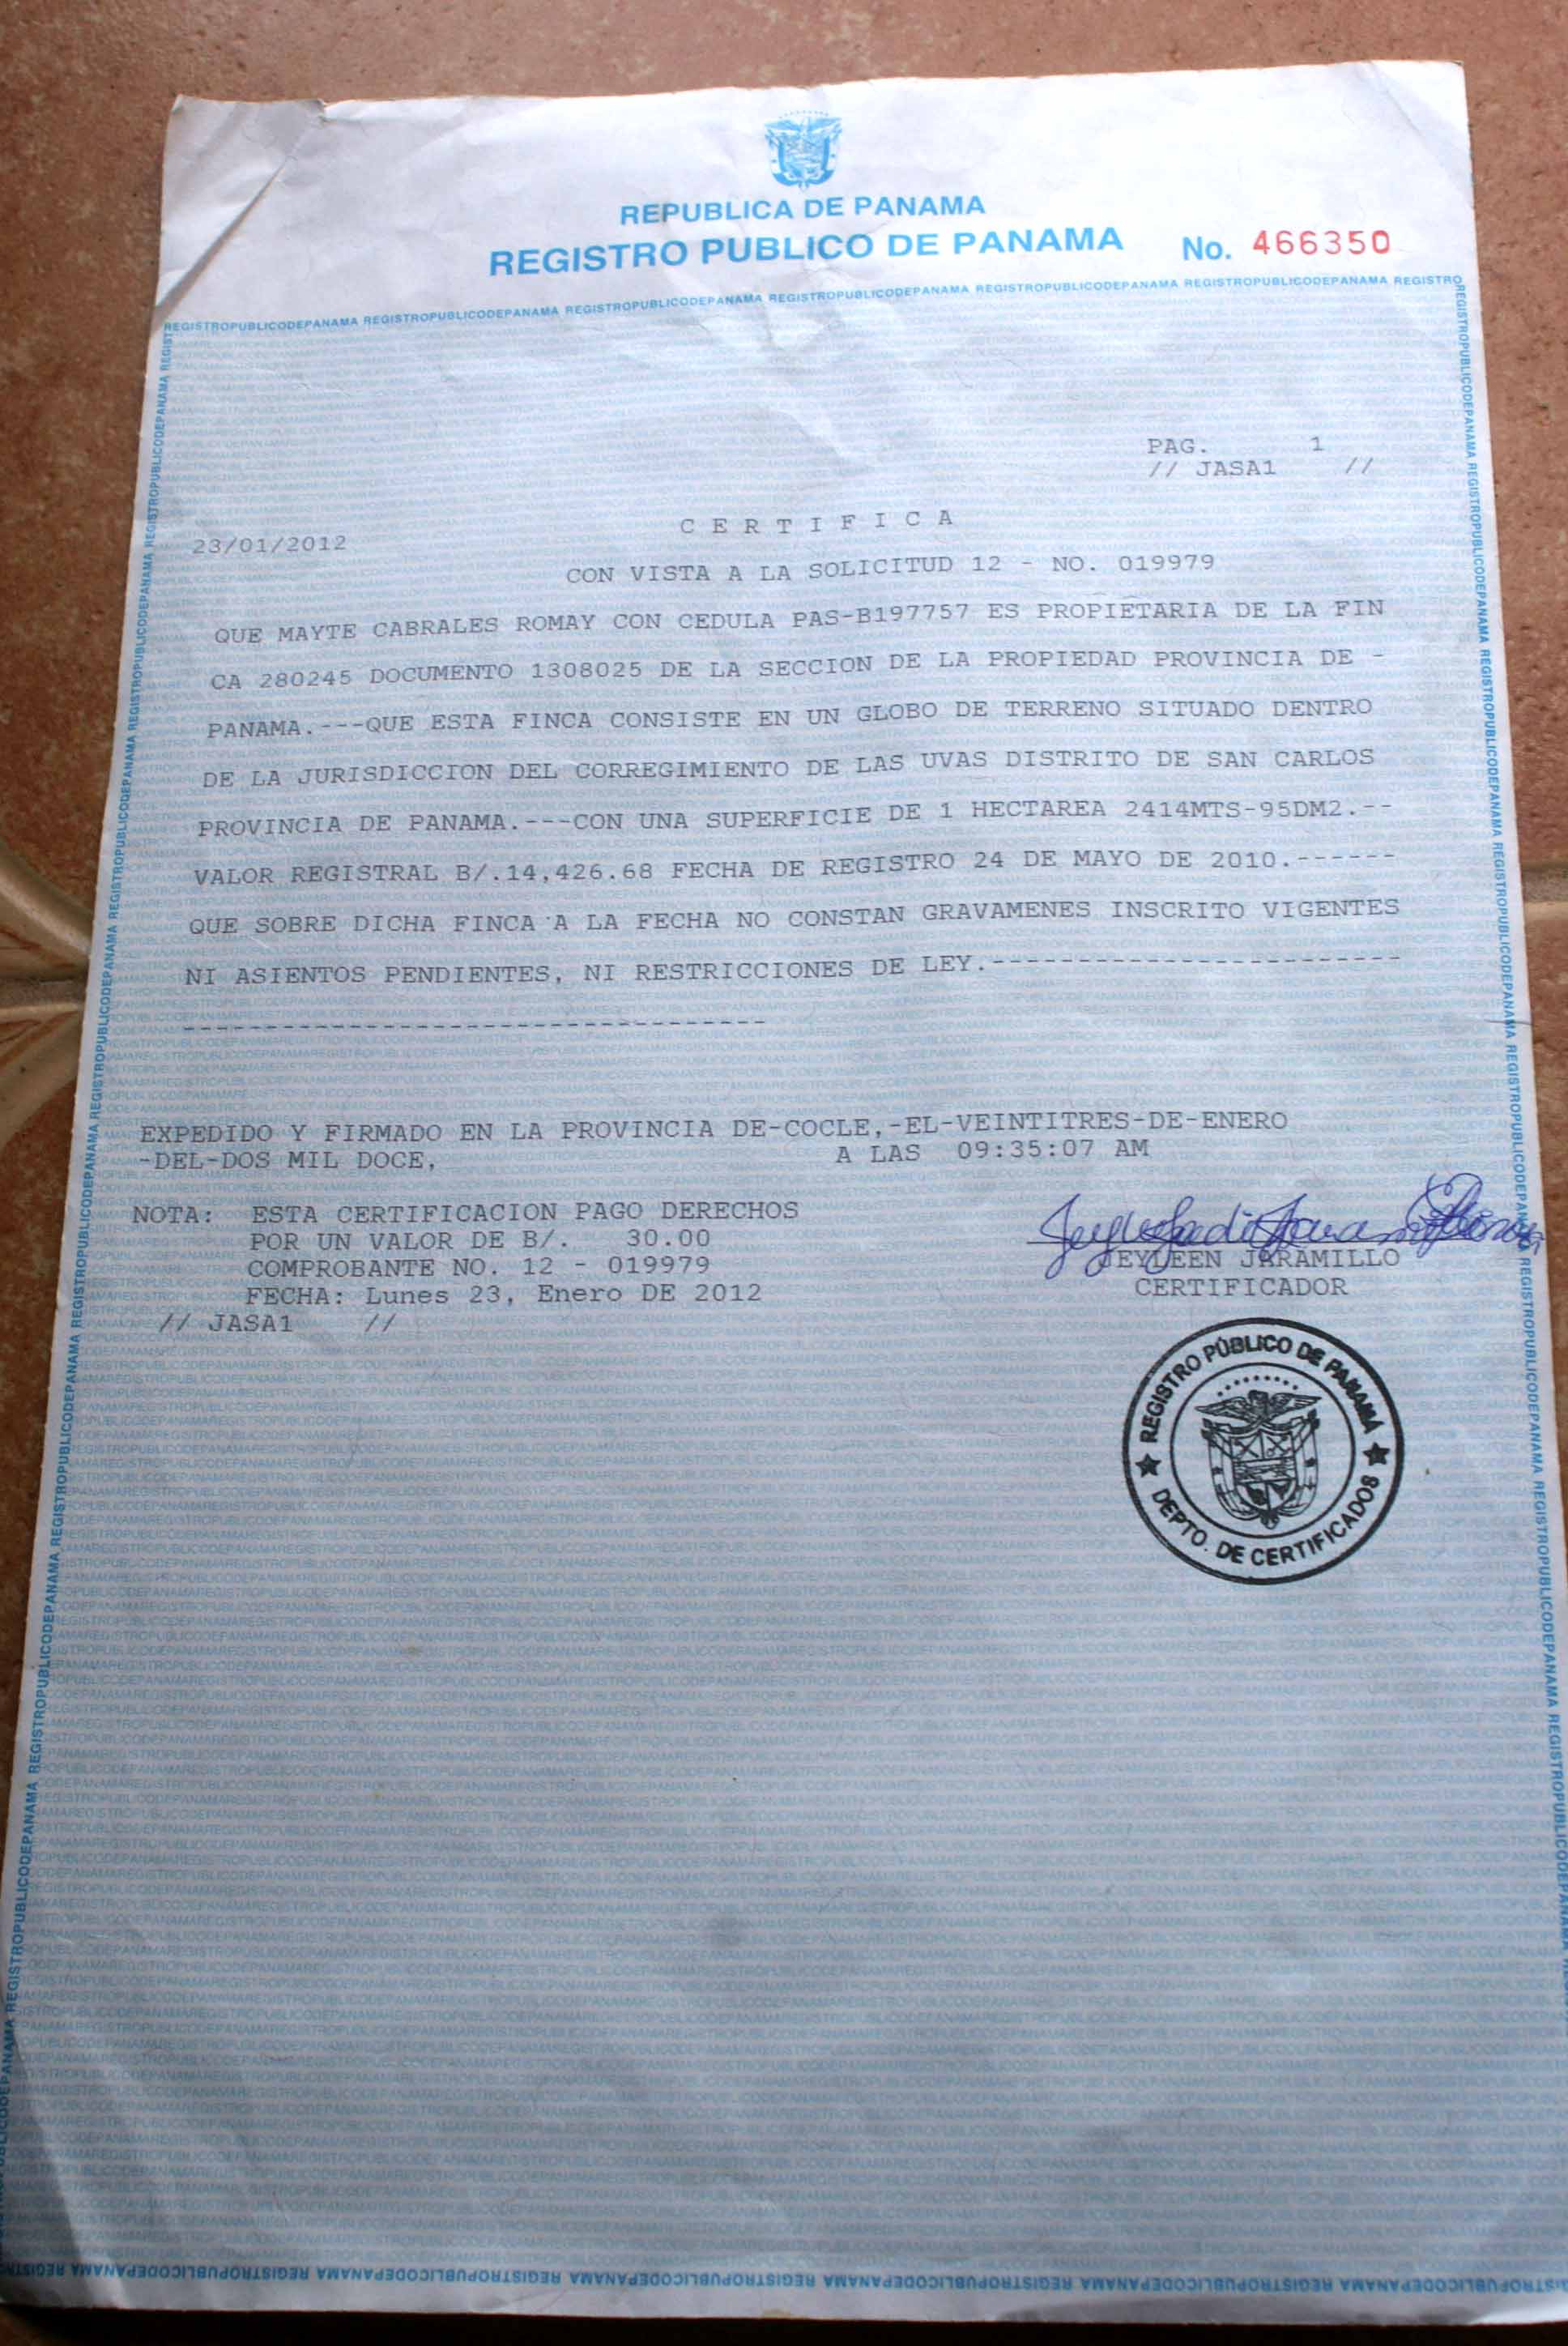 REPUBLICA DE PANAMA
REGISTRO PUBLICO DE PANAMA No. 466350
REGISTROPUBLICODEPANAMA REGISTROPUBLICODEPANAMA REGISTROPUBLICODEPANAMA REGISTROPUBLICODEPANAMA REGISTROPUBLICODEPANAMA REGISTROPUBLICODEPANAMA REGISTRO
PAG. 1
// JASA1 //
C E R T I F I C A
23/01/2012
CON VISTA A LA SOLICITUD 12 - NO. 019979
QUE MAYTE CABRALES ROMAY CON CEDULA PAS-B197757 ES PROPIETARIA DE LA FIN
CA 280245 DOCUMENTO 1308025 DE LA SECCION DE LA PROPIEDAD PROVINCIA DE -
PANAMA.---QUE ESTA FINCA CONSISTE EN UN GLOBO DE TERRENO SITUADO DENTRO
DE LA JURISDICCION DEL CORREGIMIENTO DE LAS UVAS DISTRITO DE SAN CARLOS
PROVINCIA DE PANAMA.---CON UNA SUPERFICIE DE 1 HECTAREA 2414MTS-95DM2.--
VALOR REGISTRAL B/.14,426.68 FECHA DE REGISTRO 24 DE MAYO DE 2010.------
QUE SOBRE DICHA FINCA A LA FECHA NO CONSTAN GRAVAMENES INSCRITO VIGENTES
NI ASIENTOS PENDIENTES, NI RESTRICCIONES DE LEY.-------------------------
------------------------------------
EXPEDIDO Y FIRMADO EN LA PROVINCIA DE-COCLE,-EL-VEINTITRES-DE-ENERO
-DEL-DOS MIL DOCE, A LAS 09:35:07 AM
NOTA: ESTA CERTIFICACION PAGO DERECHOS
POR UN VALOR DE B/. 30.00
COMPROBANTE NO. 12 - 019979
FECHA: Lunes 23, Enero DE 2012
// JASA1 //
JEYLEEN JARAMILLO
CERTIFICADOR
REGISTRO PÚBLICO DE PANAMÁ
DEPTO. DE CERTIFICADOS